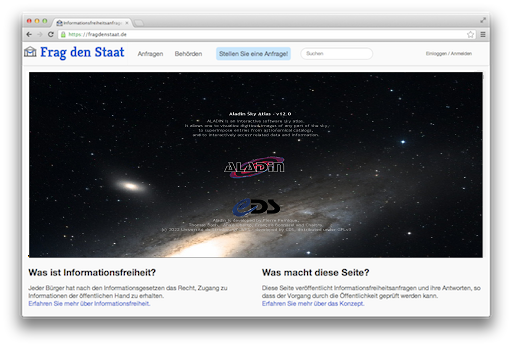 Informationsfreiheitsanfrag
https://fragdenstaat.de
Frag den Staat
Anfragen
Behörden
Stellen Sie eine Anfrage!
Suchen
Einloggen / Anmelden
Aladin Sky Atlas - v12.0
ALADIN is an interactive software sky atlas.
It allows one to visualize digitized images of any part of the sky,
to superimpose entries from astronomical catalogs,
and to interactively access related data and information.
ALADIN
CDS
Aladin is developed by Pierre Fernique,
Was ist Informationsfreiheit?
Jeder Bürger hat nach den Informationsgesetzen das Recht, Zugang zu
Informationen der öffentlichen Hand zu erhalten.
Erfahren Sie mehr über Informationsfreiheit.
Was macht diese Seite?
Diese Seite veröffentlicht Informationsfreiheitsanfragen und ihre Antworten, so
dass der Vorgang durch die Öffentlichkeit geprüft werden kann.
Erfahren Sie mehr über das Konzept.